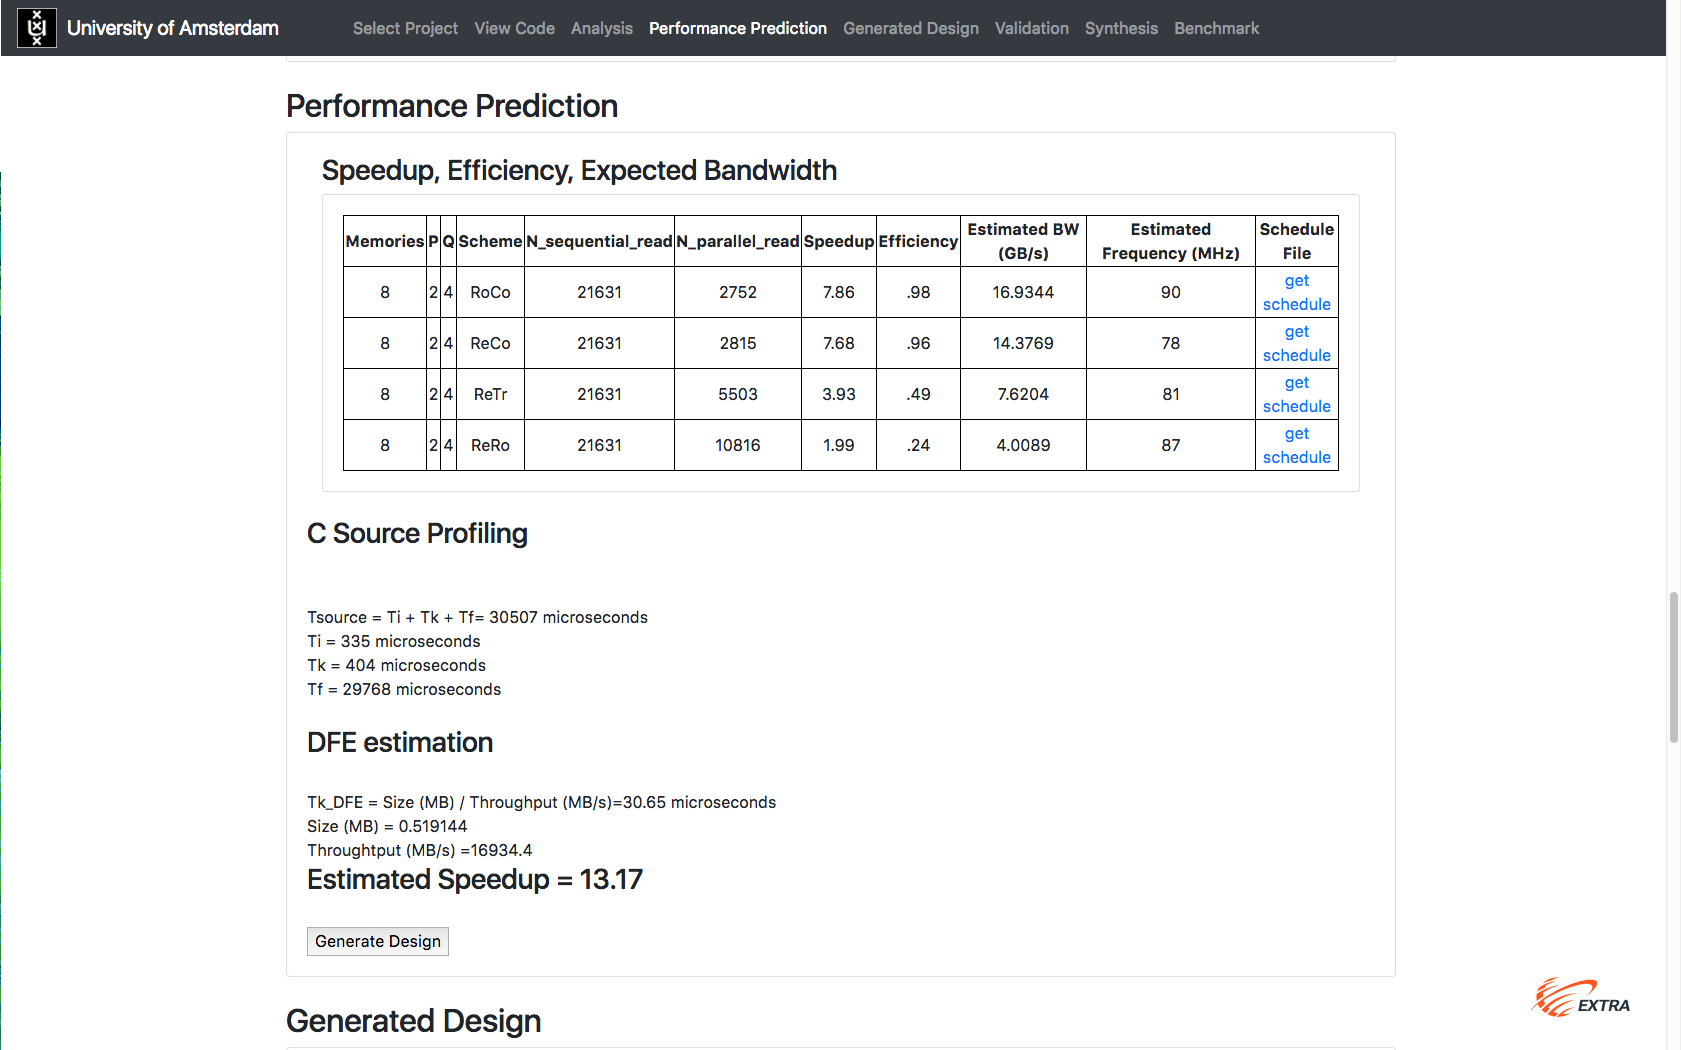 University of Amsterdam Select Project View Code Analysis Performance Prediction Generated Design Validation Synthesis Benchmark
Performance Prediction
Speedup, Efficiency, Expected Bandwidth
Memories P Q Scheme N_sequential_read N_parallel_read Speedup Efficiency Estimated BW (GB/s) Estimated Frequency (MHz) Schedule File
8 2 4 RoCo 21631 2752 7.86 .98 16.9344 90 get schedule
8 2 4 ReCo 21631 2815 7.68 .96 14.3769 78 get schedule
8 2 4 ReTr 21631 5503 3.93 .49 7.6204 81 get schedule
8 2 4 ReRo 21631 10816 1.99 .24 4.0089 87 get schedule
C Source Profiling
Tsource = Ti + Tk + Tf= 30507 microseconds
Ti = 335 microseconds
Tk = 404 microseconds
Tf = 29768 microseconds
DFE estimation
Tk_DFE = Size (MB) / Throughput (MB/s)=30.65 microseconds
Size (MB) = 0.519144
Throughtput (MB/s) =16934.4
Estimated Speedup = 13.17
Generate Design
EXTRA
Generated Design